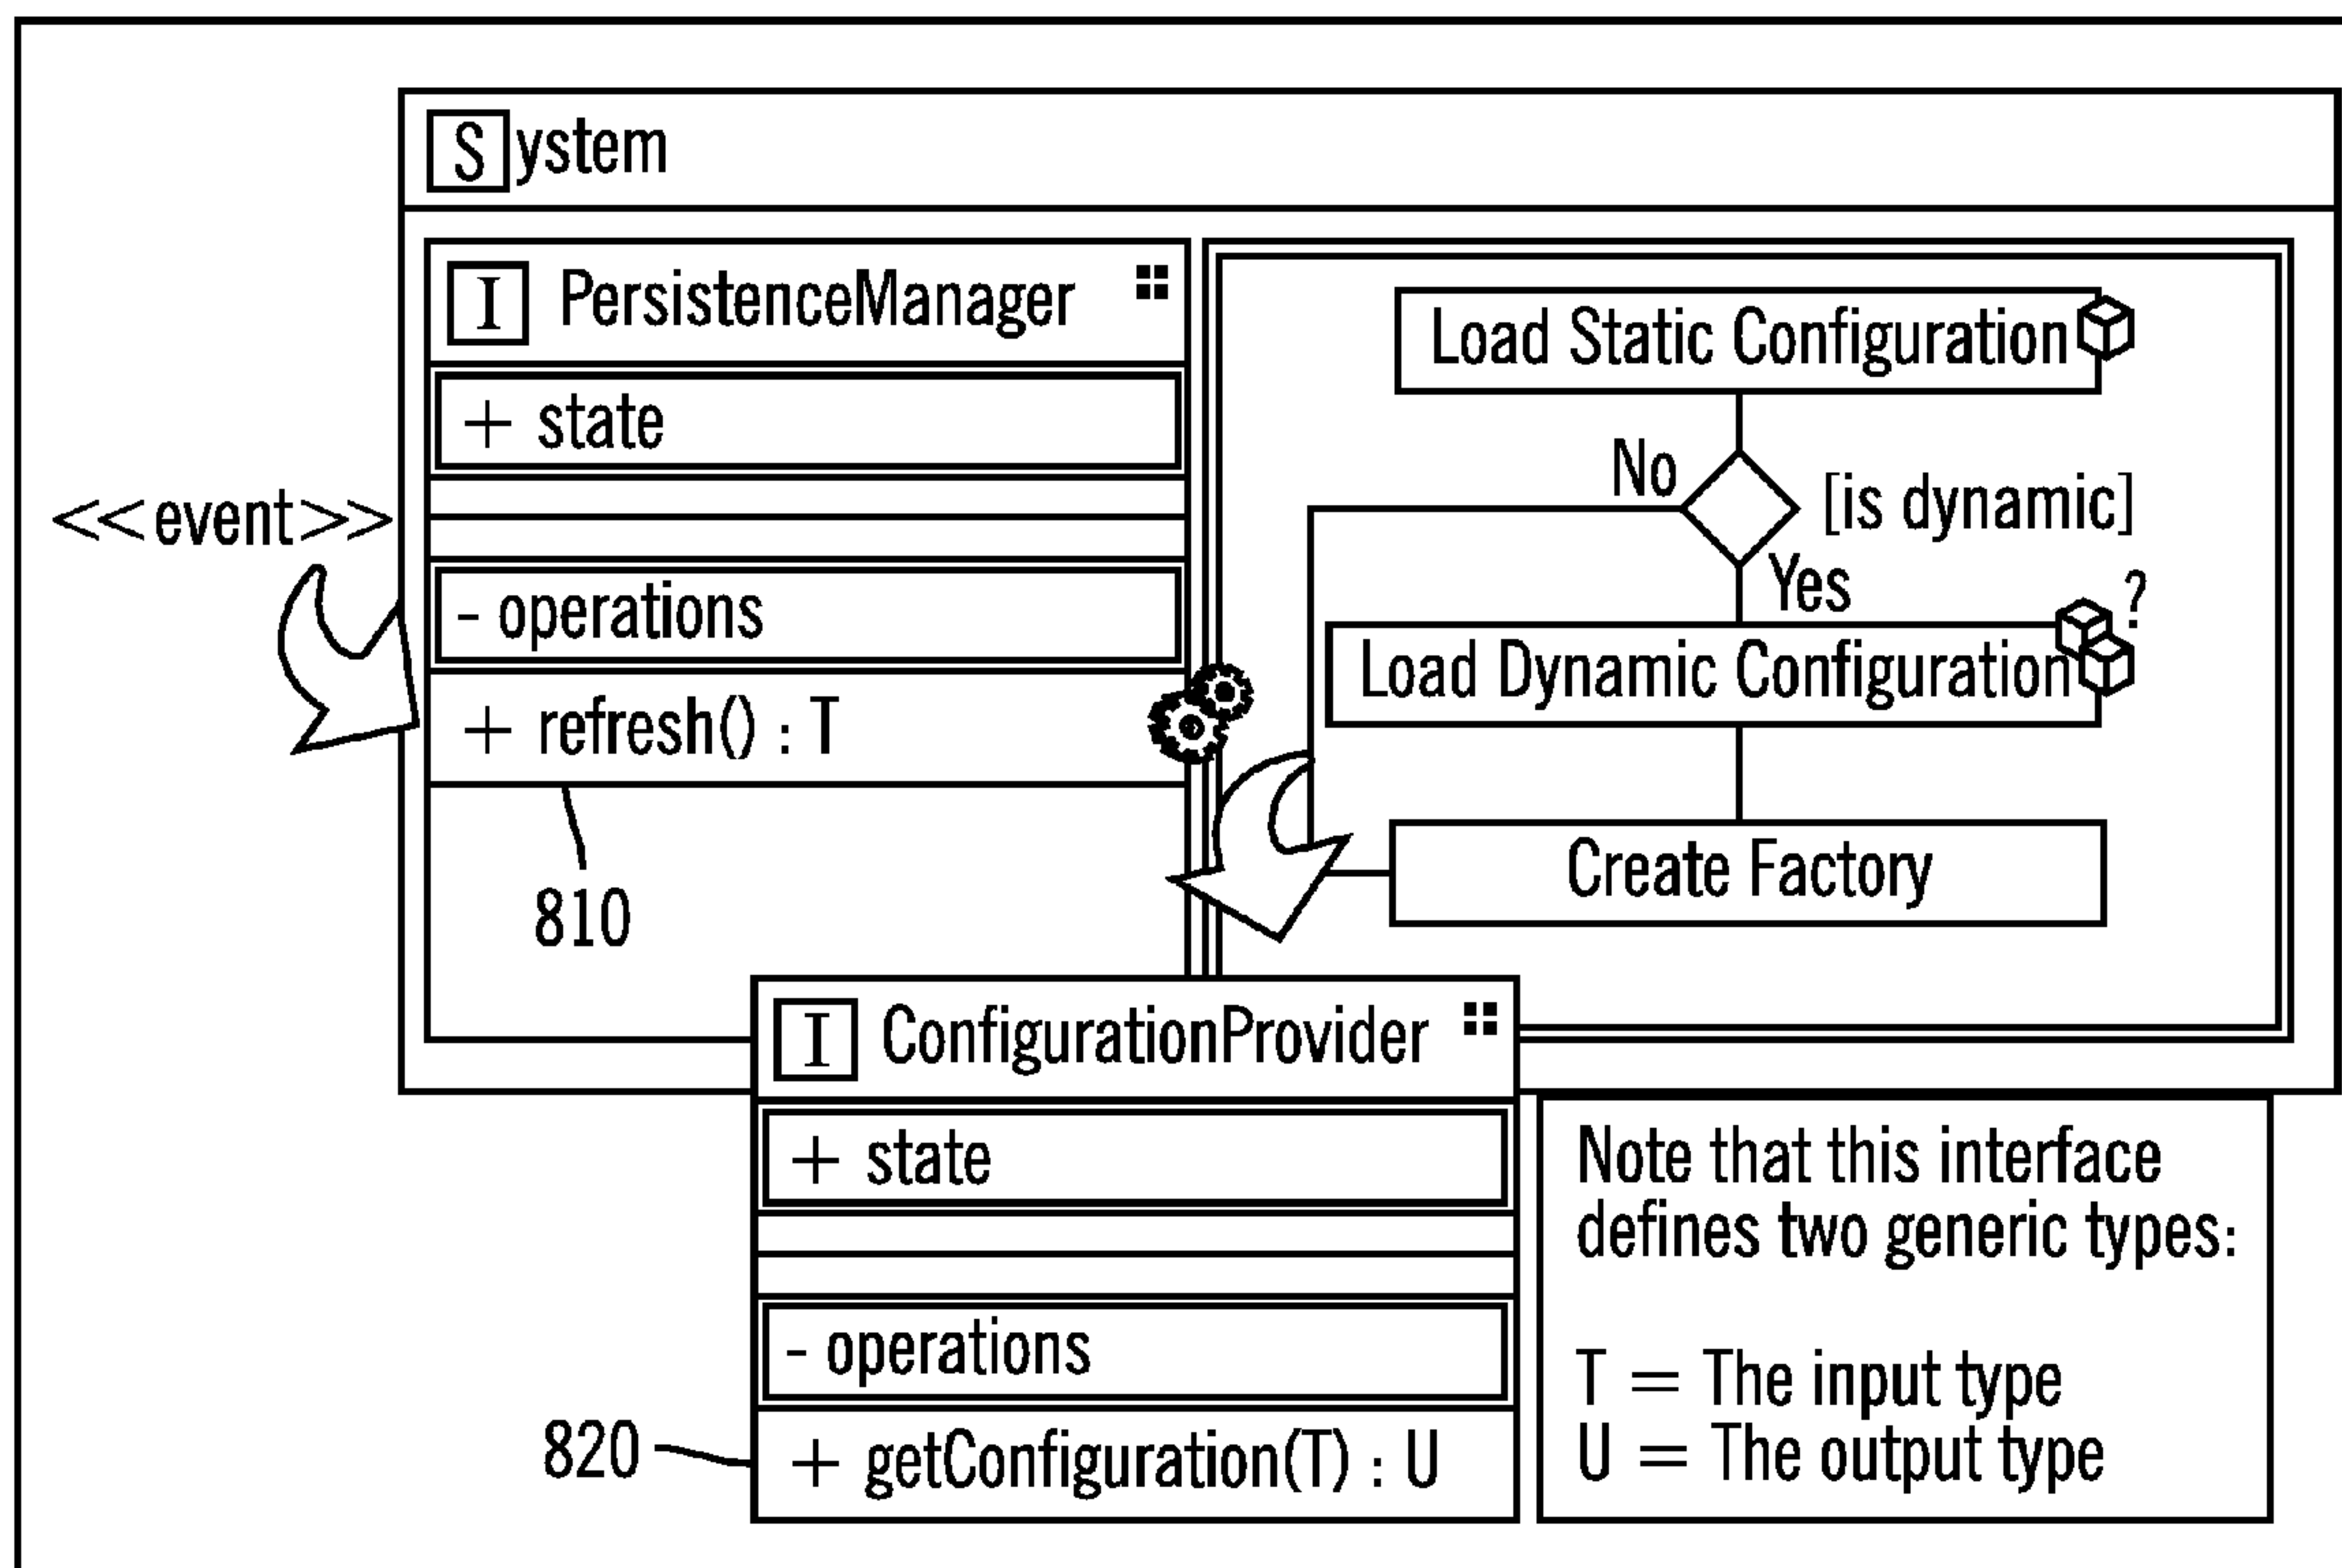 System
I PersistenceManager
+ state
<<event>>
- operations
+ refresh() : T
810
Load Static Configuration
No
[is dynamic]
Yes
?
Load Dynamic Configuration
Create Factory
I ConfigurationProvider
+ state
- operations
820
+ getConfiguration(T) : U
Note that this interface
defines two generic types:
T = The input type
U = The output type